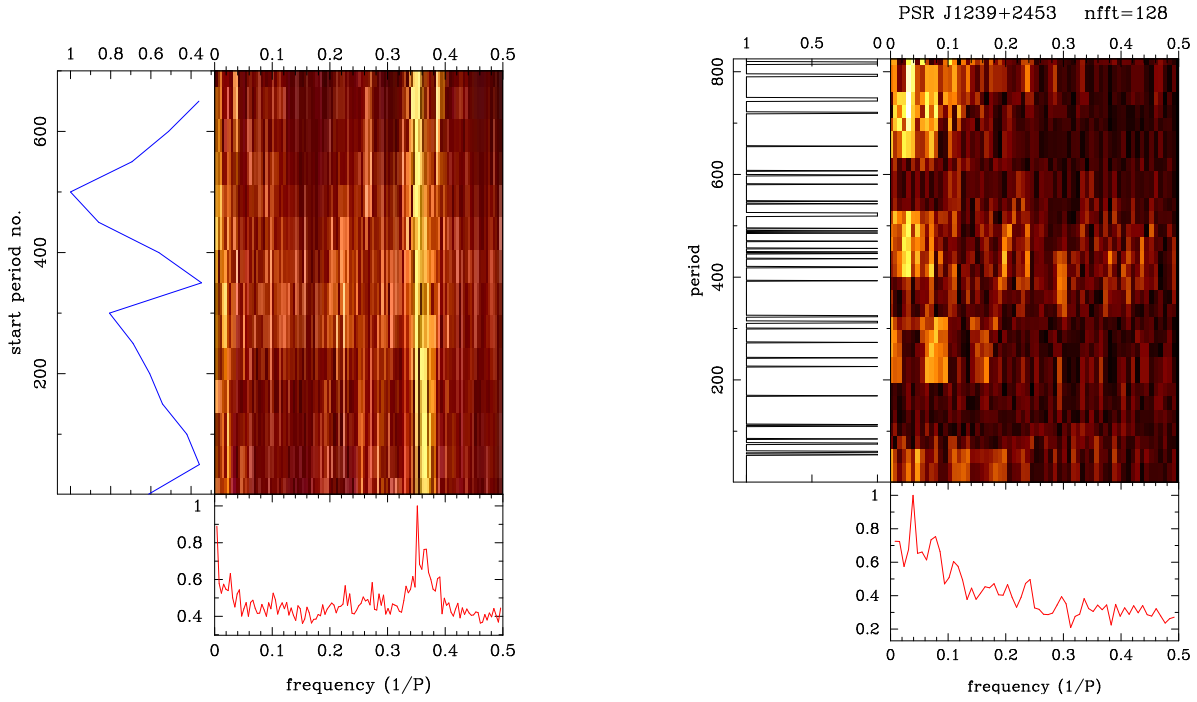 PSR J1239+2453 nfft=128
1 0.8 0.6 0.4 0 0.1 0.2 0.3 0.4 0.5
1 0.5 0 0 0.1 0.2 0.3 0.4 0.5
start period no.
200 400 600
period
200 400 600 800
1
0.8
0.6
0.4
0 0.1 0.2 0.3 0.4 0.5
frequency (1/P)
1
0.8
0.6
0.4
0.2
0 0.1 0.2 0.3 0.4 0.5
frequency (1/P)